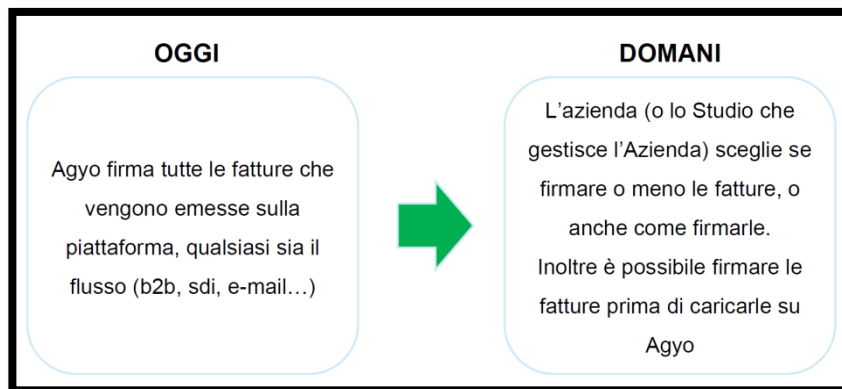 OGGI
Agyo firma tutte le fatture che
vengono emesse sulla
piattaforma, qualsiasi sia il
flusso (b2b, sdi, e-mail…)
DOMANI
L’azienda (o lo Studio che
gestisce l’Azienda) sceglie se
firmare o meno le fatture, o
anche come firmarle.
Inoltre è possibile firmare le
fatture prima di caricarle su
Agyo